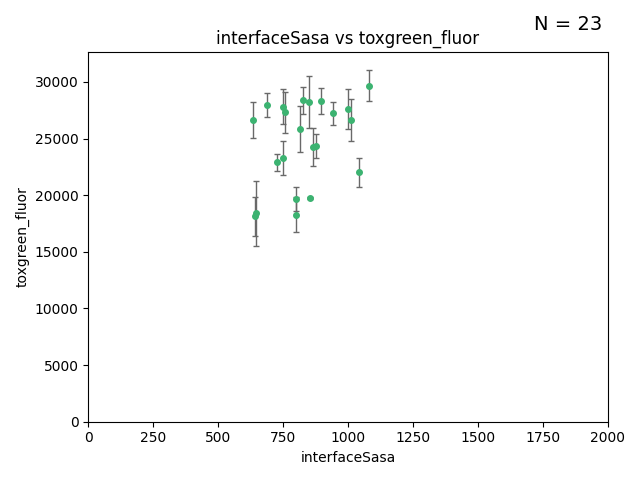 N = 23
interfaceSasa vs toxgreen_fluor
30000
25000
20000
15000
10000
5000
0
toxgreen_fluor
0 250 500 750 1000 1250 1500 1750 2000
interfaceSasa